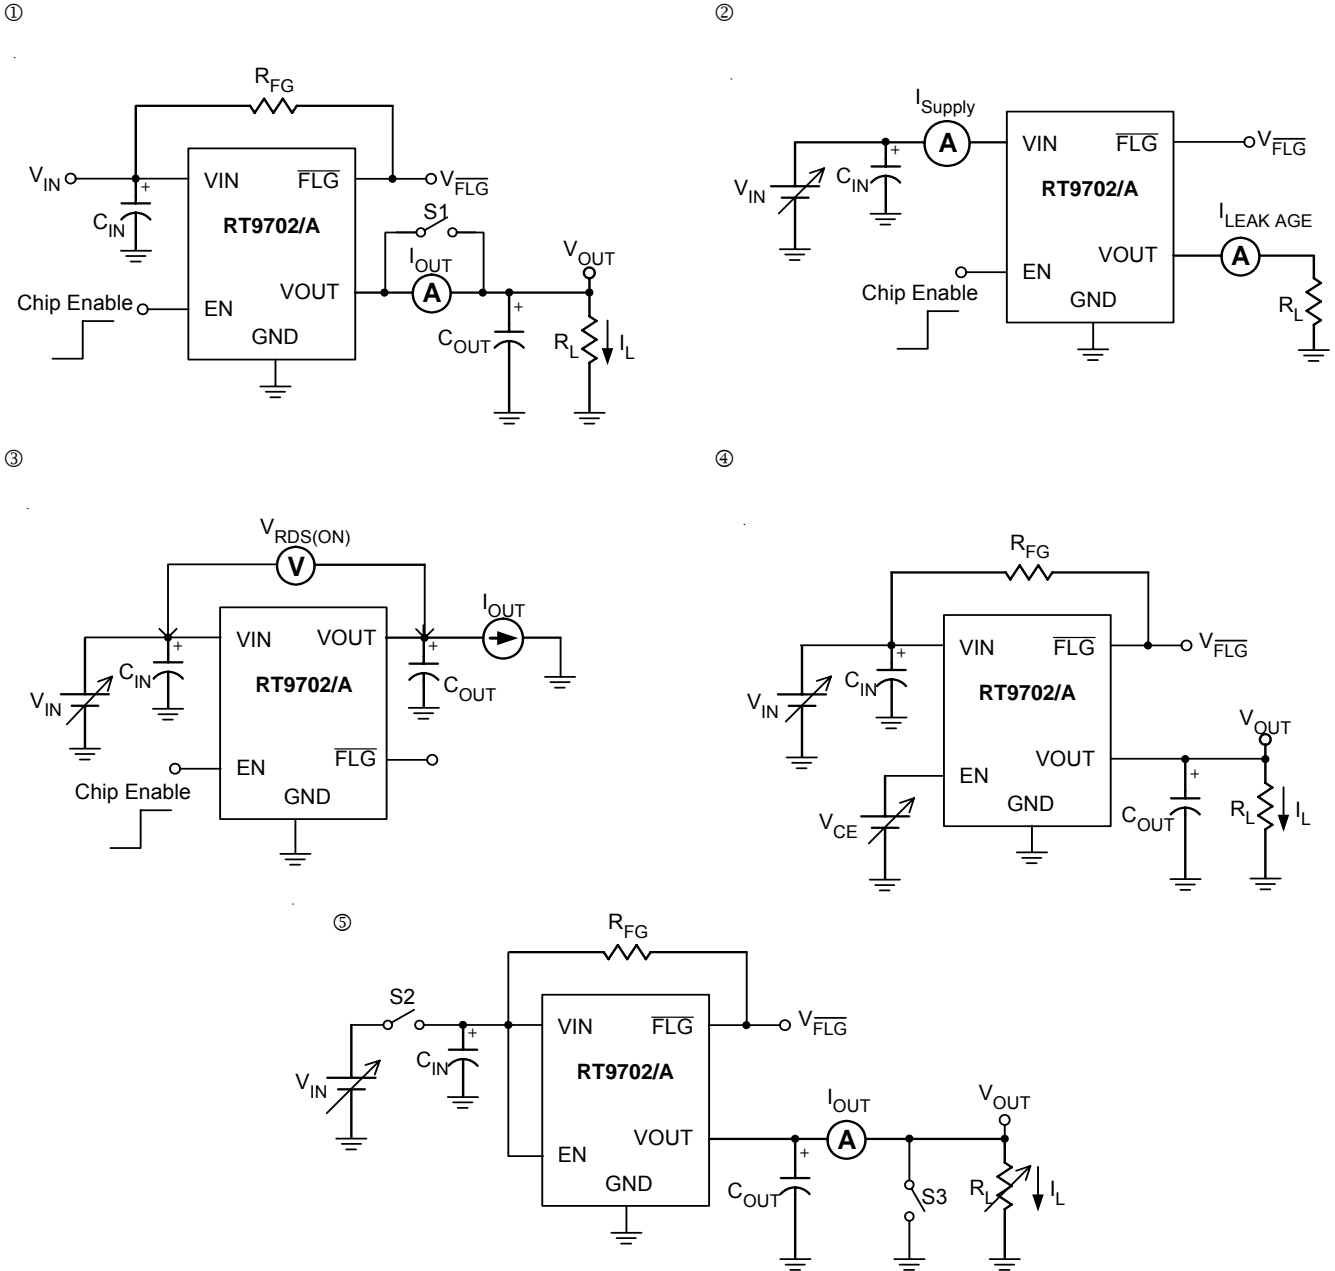 ① ②
R_FG
V_IN
+
C_IN
VIN
FLG
V_FLG
RT9702/A
S1
I_OUT
A
V_OUT
VOUT
+
C_OUT
R_L
I_L
Chip Enable
EN
GND
I_Supply
A
V_IN
+
C_IN
VIN
FLG
V_FLG
RT9702/A
I_LEAK AGE
VOUT
A
EN
Chip Enable
GND
R_L
③ ④
V_RDS(ON)
V
VIN
VOUT
I_OUT
+
+
C_IN
C_OUT
V_IN
RT9702/A
EN
FLG
Chip Enable
GND
R_FG
VIN
FLG
V_FLG
+
C_IN
V_IN
RT9702/A
V_OUT
VOUT
EN
+
V_CE
GND
C_OUT
R_L
I_L
⑤
R_FG
S2
VIN
FLG
V_FLG
+
C_IN
V_IN
RT9702/A
I_OUT
V_OUT
VOUT
A
EN
+
GND
C_OUT
S3
R_L
I_L